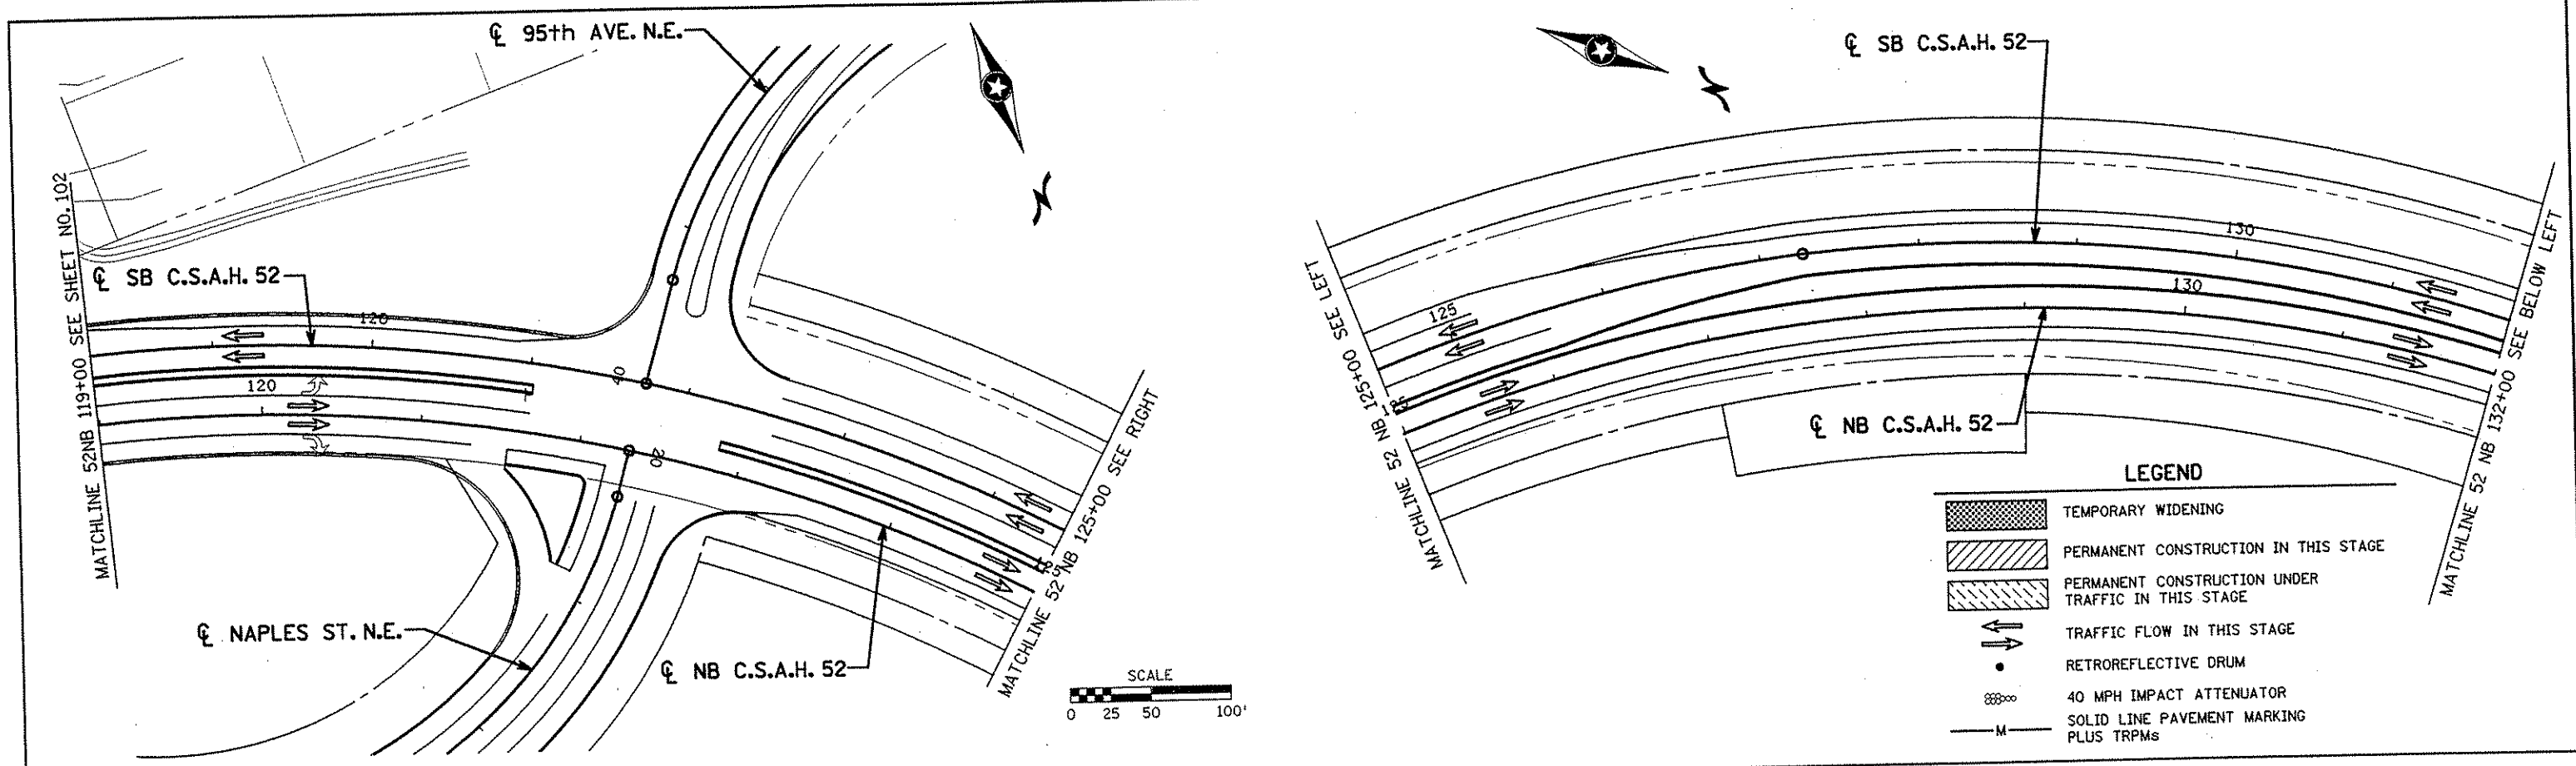 ℄ 95th AVE. N.E.
MATCHLINE 52NB 119+00 SEE SHEET NO. 102
℄ SB C.S.A.H. 52
120
120
40
20
℄ NAPLES ST. N.E.
℄ NB C.S.A.H. 52
MATCHLINE 52 NB 125+00 SEE RIGHT
SCALE
0 25 50 100'
℄ SB C.S.A.H. 52
MATCHLINE 52 NB 125+00 SEE LEFT
125
130
130
℄ NB C.S.A.H. 52
MATCHLINE 52 NB 132+00 SEE BELOW LEFT
LEGEND
TEMPORARY WIDENING
PERMANENT CONSTRUCTION IN THIS STAGE
PERMANENT CONSTRUCTION UNDER
TRAFFIC IN THIS STAGE
TRAFFIC FLOW IN THIS STAGE
RETROREFLECTIVE DRUM
40 MPH IMPACT ATTENUATOR
M
SOLID LINE PAVEMENT MARKING
PLUS TRPMs